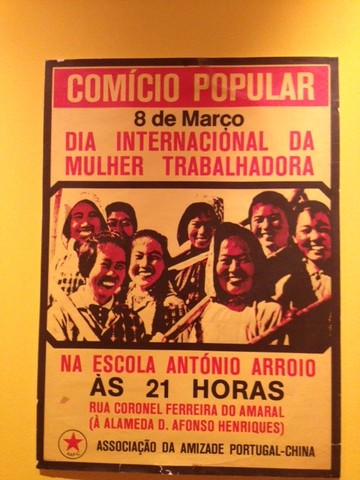 COMÍCIO POPULAR
8 de Março
DIA INTERNACIONAL DA
MULHER TRABALHADORA
NA ESCOLA ANTÓNIO ARROIO
ÀS 21 HORAS
RUA CORONEL FERREIRA DO AMARAL
(À ALAMEDA D. AFONSO HENRIQUES)
ASSOCIAÇÃO DA AMIZADE PORTUGAL-CHINA